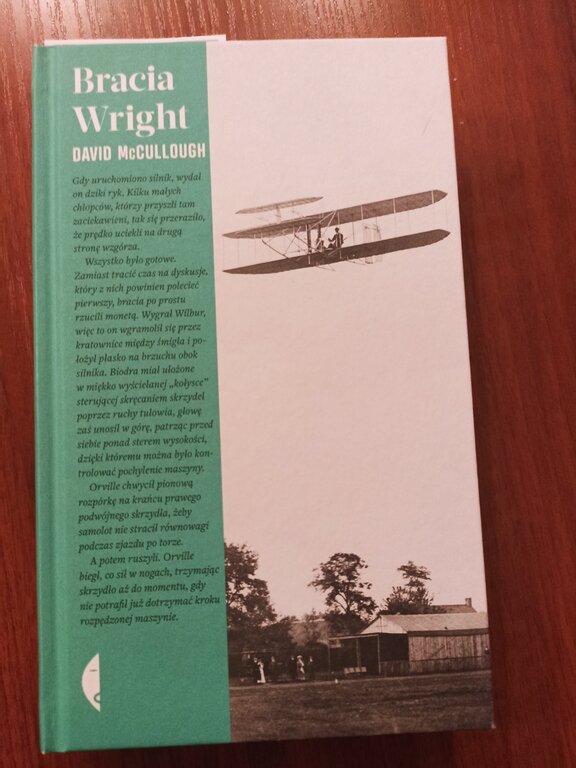 Bracia
Wright
DAVID McCULLOUGH
Gdy uruchomiono silnik, wydał
on dziki ryk. Kilku małych
chłopców, którzy przyszli tam
zaciekawieni, tak się przeraziło,
że prędko uciekli na drugą
stronę wzgórza.
Wszystko było gotowe.
Zamiast tracić czas na dyskusje,
który z nich powinien polecieć
pierwszy, bracia po prostu
rzucili monetą. Wygrał Wilbur,
więc to on wgramolił się przez
kratownice między śmigła i po-
łożył płasko na brzuchu obok
silnika. Biodra miał ułożone
w miękko wyścielanej „kołysce”
sterującej skręcaniem skrzydeł
poprzez ruchy tułowia, głowę
zaś unosił w górę, patrząc przed
siebie ponad sterem wysokości,
dzięki któremu można było kon-
trolować pochylenie maszyny.
Orville chwycił pionową
rozpórkę na krańcu prawego
podwójnego skrzydła, żeby
samolot nie stracił równowagi
podczas zjazdu po torze.
A potem ruszyli. Orville
biegł, co sił w nogach, trzymając
skrzydło aż do momentu, gdy
nie potrafił już dotrzymać kroku
rozpędzonej maszynie.